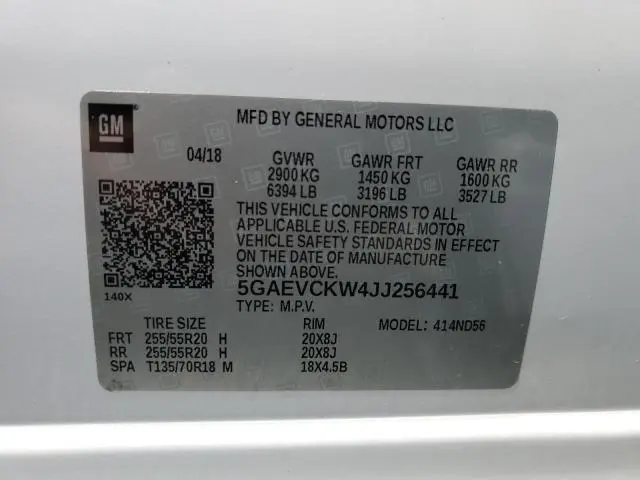 GM
MFD BY GENERAL MOTORS LLC
04/18 GVWR GAWR FRT GAWR RR
2900 KG 1450 KG 1600 KG
6394 LB 3196 LB 3527 LB
THIS VEHICLE CONFORMS TO ALL
APPLICABLE U.S. FEDERAL MOTOR
VEHICLE SAFETY STANDARDS IN EFFECT
ON THE DATE OF MANUFACTURE
SHOWN ABOVE.
140X
5GAEVCKW4JJ256441
TYPE: M.P.V.
TIRE SIZE RIM MODEL: 414ND56
FRT 255/55R20 H 20X8J
RR 255/55R20 H 20X8J
SPA T135/70R18 M 18X4.5B